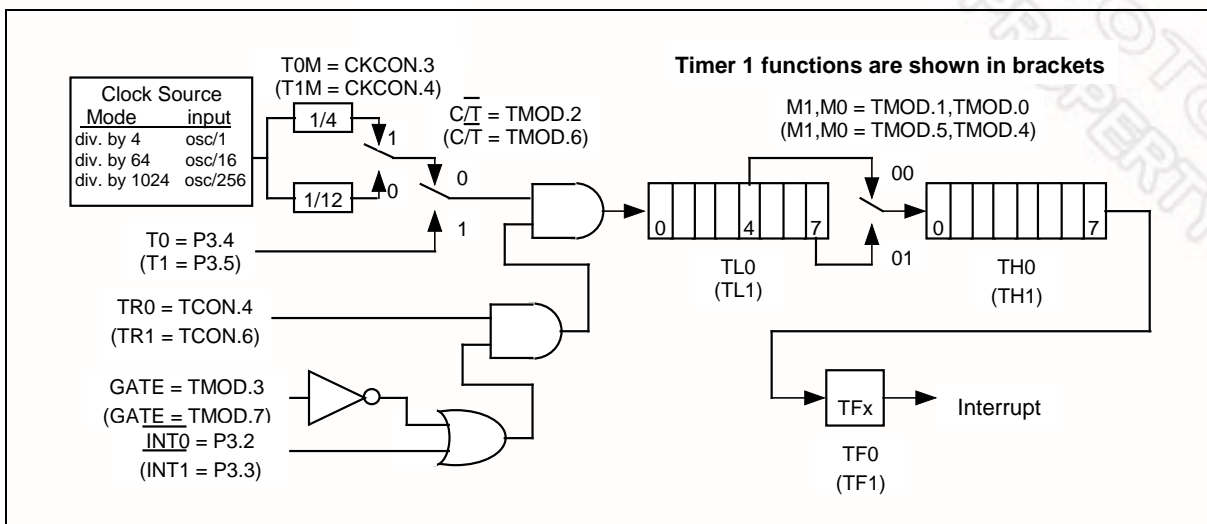 T0M = CKCON.3
(T1M = CKCON.4)
Timer 1 functions are shown in brackets
Clock Source
Mode input
div. by 4 osc/1
div. by 64 osc/16
div. by 1024 osc/256
1/4
1/12
1
0
C/T̅ = TMOD.2
(C/T̅ = TMOD.6)
0
1
M1,M0 = TMOD.1,TMOD.0
(M1,M0 = TMOD.5,TMOD.4)
00
01
T0 = P3.4
(T1 = P3.5)
0 4 7
TL0
(TL1)
0 7
TH0
(TH1)
TR0 = TCON.4
(TR1 = TCON.6)
GATE = TMOD.3
(GATE = TMOD.7)
I̅N̅T̅0̅ = P3.2
(INT1 = P3.3)
TFx
Interrupt
TF0
(TF1)
PROPERTY